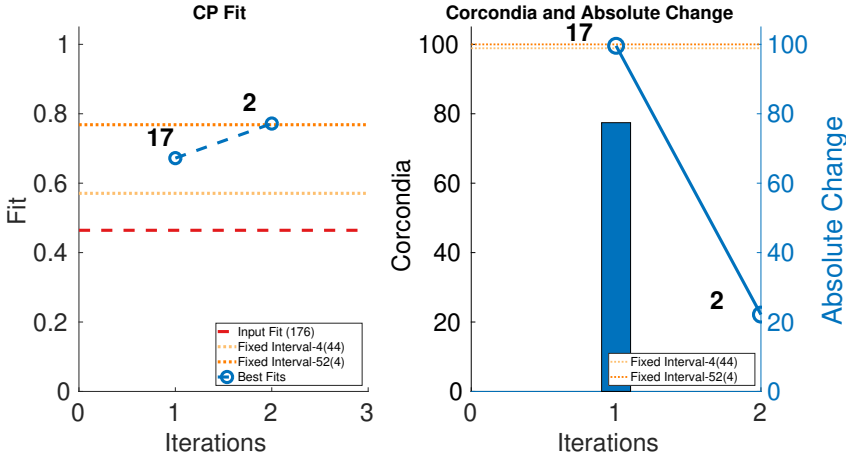 CP Fit
1
0.8
0.6
0.4
0.2
0
Fit
17
2
Input Fit (176)
Fixed Interval-4(44)
Fixed Interval-52(4)
Best Fits
0
1
2
3
Iterations
Corcondia and Absolute Change
100
80
60
40
20
0
Corcondia
17
2
Fixed Interval-4(44)
Fixed Interval-52(4)
100
80
60
40
20
0
Absolute Change
0
1
2
Iterations